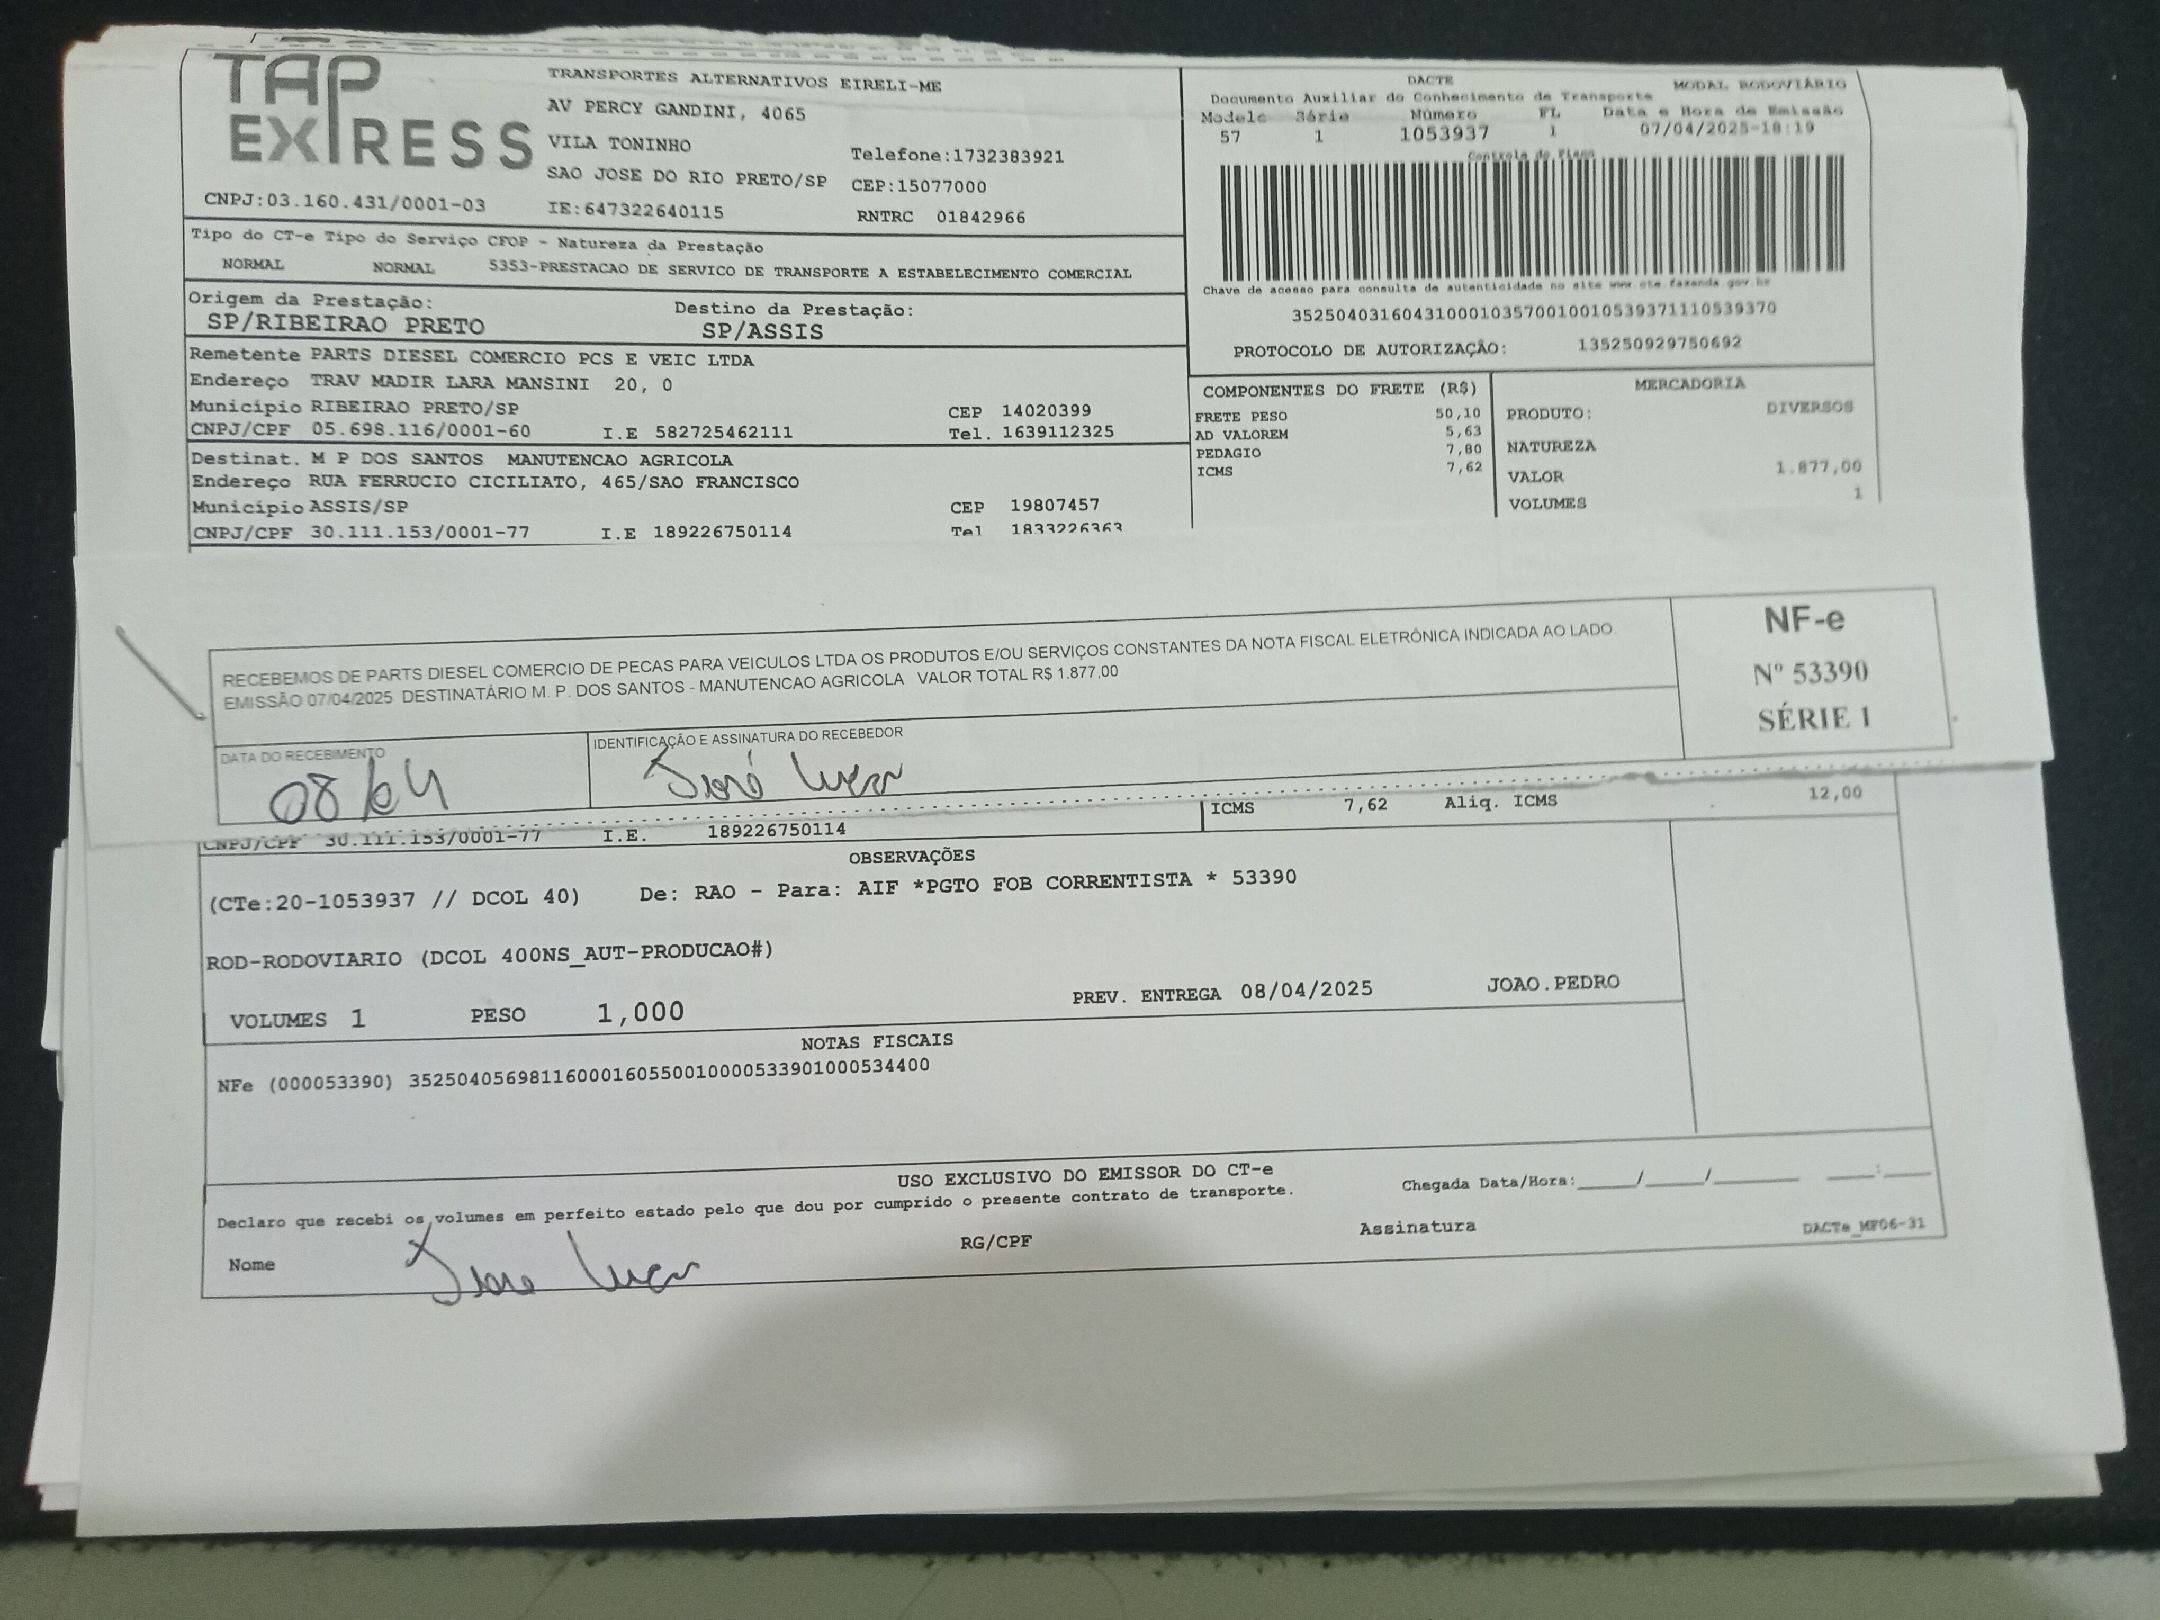 TAP
EXPRESS
TRANSPORTES ALTERNATIVOS EIRELI-ME
AV PERCY GANDINI, 4065
VILA TONINHO
Telefone:1732383921
SAO JOSE DO RIO PRETO/SP CEP:15077000
CNPJ:03.160.431/0001-03 IE:647322640115 RNTRC 01842966
DACTE MODAL RODOVIÁRIO
Documento Auxiliar do Conhecimento de Transporte
Modelo Série Número FL Data e Hora de Emissão
57 1 1053937 1 07/04/2025-18:19
Controle do Fisco
Chave de acesso para consulta de autenticidade no site www.cte.fazenda.gov.br
35250403160431000103570010010539371110539370
PROTOCOLO DE AUTORIZAÇÃO: 135250929750692
Tipo do CT-e Tipo do Serviço CFOP - Natureza da Prestação
NORMAL NORMAL 5353-PRESTACAO DE SERVICO DE TRANSPORTE A ESTABELECIMENTO COMERCIAL
Origem da Prestação: Destino da Prestação:
SP/RIBEIRAO PRETO SP/ASSIS
Remetente PARTS DIESEL COMERCIO PCS E VEIC LTDA
Endereço TRAV MADIR LARA MANSINI 20, 0
Município RIBEIRAO PRETO/SP CEP 14020399
CNPJ/CPF 05.698.116/0001-60 I.E 582725462111 Tel. 1639112325
Destinat. M P DOS SANTOS MANUTENCAO AGRICOLA
Endereço RUA FERRUCIO CICILIATO, 465/SAO FRANCISCO
Município ASSIS/SP CEP 19807457
CNPJ/CPF 30.111.153/0001-77 I.E 189226750114 Tel 1833226363
COMPONENTES DO FRETE (R$)
FRETE PESO 50,10
AD VALOREM 5,63
PEDAGIO 7,80
ICMS 7,62
MERCADORIA
PRODUTO: DIVERSOS
NATUREZA
VALOR 1.877,00
VOLUMES 1
RECEBEMOS DE PARTS DIESEL COMERCIO DE PECAS PARA VEICULOS LTDA OS PRODUTOS E/OU SERVIÇOS CONSTANTES DA NOTA FISCAL ELETRÔNICA INDICADA AO LADO.
EMISSÃO 07/04/2025 DESTINATÁRIO M. P. DOS SANTOS - MANUTENCAO AGRICOLA VALOR TOTAL R$ 1.877,00
NF-e
Nº 53390
SÉRIE 1
DATA DO RECEBIMENTO IDENTIFICAÇÃO E ASSINATURA DO RECEBEDOR
08/04
ICMS 7,62 Aliq. ICMS 12,00
CNPJ/CPF 30.111.153/0001-77 I.E. 189226750114
OBSERVAÇÕES
(CTe:20-1053937 // DCOL 40) De: RAO - Para: AIF *PGTO FOB CORRENTISTA * 53390
ROD-RODOVIARIO (DCOL 400NS_AUT-PRODUCAO#)
VOLUMES 1 PESO 1,000 PREV. ENTREGA 08/04/2025 JOAO.PEDRO
NOTAS FISCAIS
NFe (000053390) 35250405698116000160550010000533901000534400
USO EXCLUSIVO DO EMISSOR DO CT-e
Declaro que recebi os volumes em perfeito estado pelo que dou por cumprido o presente contrato de transporte. Chegada Data/Hora:____/____/______ ____:____
Nome RG/CPF Assinatura DACTe_MF06-31